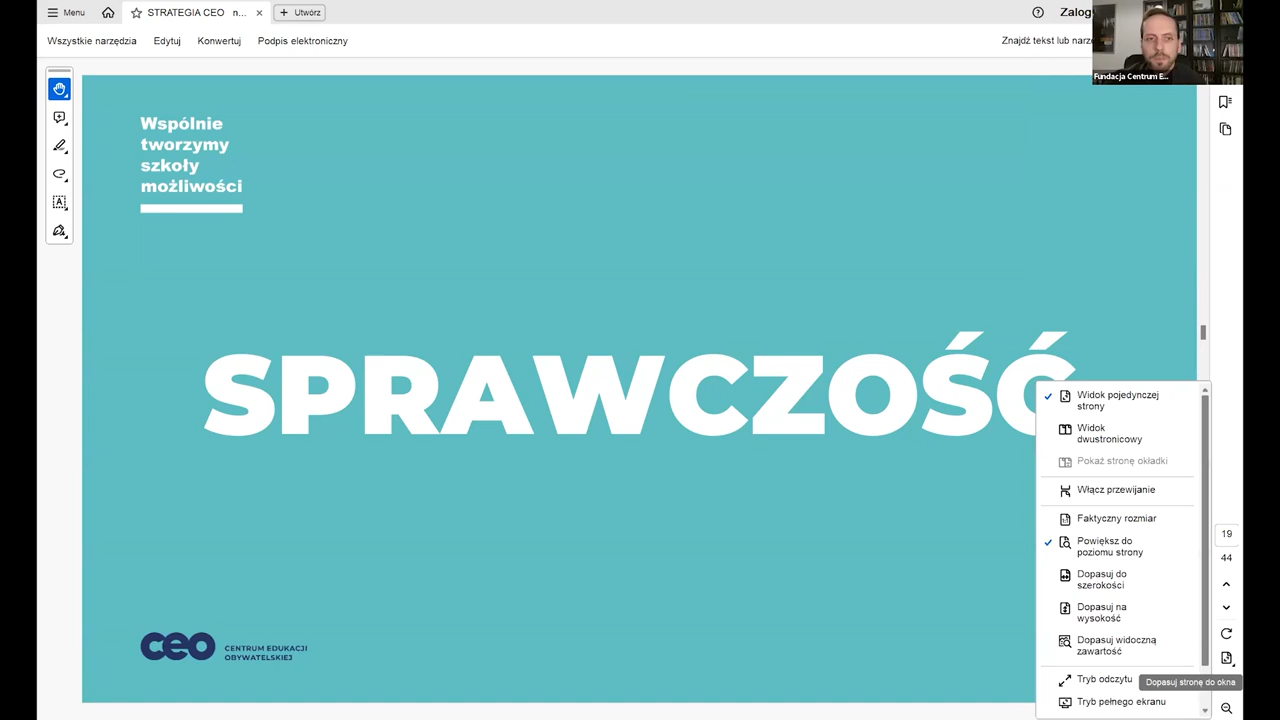 Menu
STRATEGIA CEO n...
Utwórz
Zalog
Wszystkie narzędzia
Edytuj
Konwertuj
Podpis elektroniczny
Znajdź tekst lub narzę
Fundacja Centrum E...
Wspólnie
tworzymy
szkoły
możliwości
SPRAWCZOŚĆ
Widok pojedynczej
strony
Widok
dwustronicowy
Pokaż stronę okładki
Włącz przewijanie
Faktyczny rozmiar
Powiększ do
poziomu strony
Dopasuj do
szerokości
Dopasuj na
wysokość
Dopasuj widoczną
zawartość
Tryb odczytu
Tryb pełnego ekranu
19
44
Dopasuj stronę do okna
ceo
CENTRUM EDUKACJI
OBYWATELSKIEJ